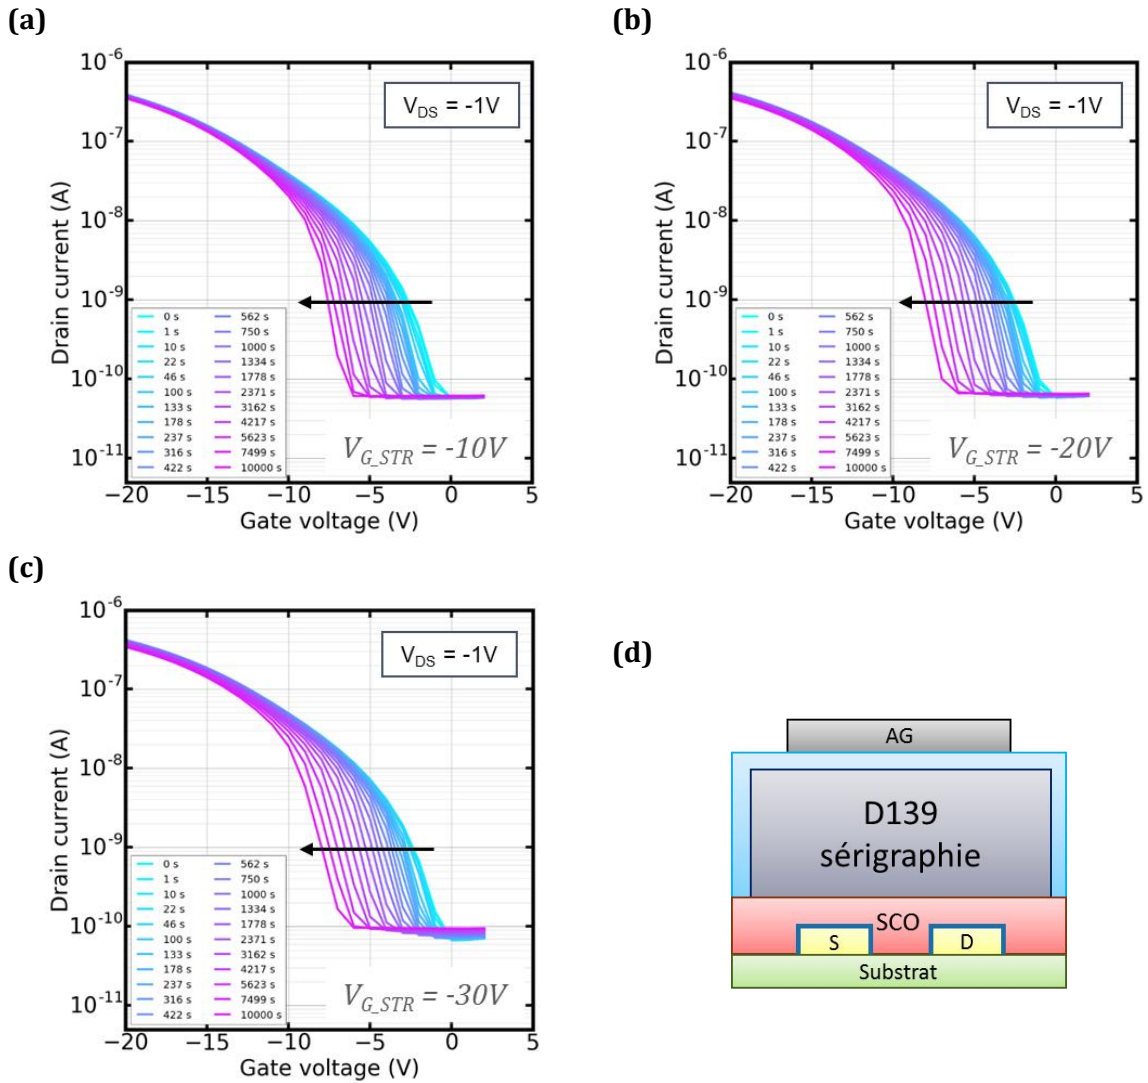 (a)
10⁻⁶
10⁻⁷
10⁻⁸
10⁻⁹
10⁻¹⁰
10⁻¹¹
Drain current (A)
V_DS = -1V
0 s 562 s
1 s 750 s
10 s 1000 s
22 s 1334 s
46 s 1778 s
100 s 2371 s
133 s 3162 s
178 s 4217 s
237 s 5623 s
316 s 7499 s
422 s 10000 s
V_G_STR = -10V
−20 −15 −10 −5 0 5
Gate voltage (V)
(b)
10⁻⁶
10⁻⁷
10⁻⁸
10⁻⁹
10⁻¹⁰
10⁻¹¹
Drain current (A)
V_DS = -1V
0 s 562 s
1 s 750 s
10 s 1000 s
22 s 1334 s
46 s 1778 s
100 s 2371 s
133 s 3162 s
178 s 4217 s
237 s 5623 s
316 s 7499 s
422 s 10000 s
V_G_STR = -20V
−20 −15 −10 −5 0 5
Gate voltage (V)
(c)
10⁻⁶
10⁻⁷
10⁻⁸
10⁻⁹
10⁻¹⁰
10⁻¹¹
Drain current (A)
V_DS = -1V
0 s 562 s
1 s 750 s
10 s 1000 s
22 s 1334 s
46 s 1778 s
100 s 2371 s
133 s 3162 s
178 s 4217 s
237 s 5623 s
316 s 7499 s
422 s 10000 s
V_G_STR = -30V
−20 −15 −10 −5 0 5
Gate voltage (V)
(d)
AG
D139
sérigraphie
SCO
S D
Substrat